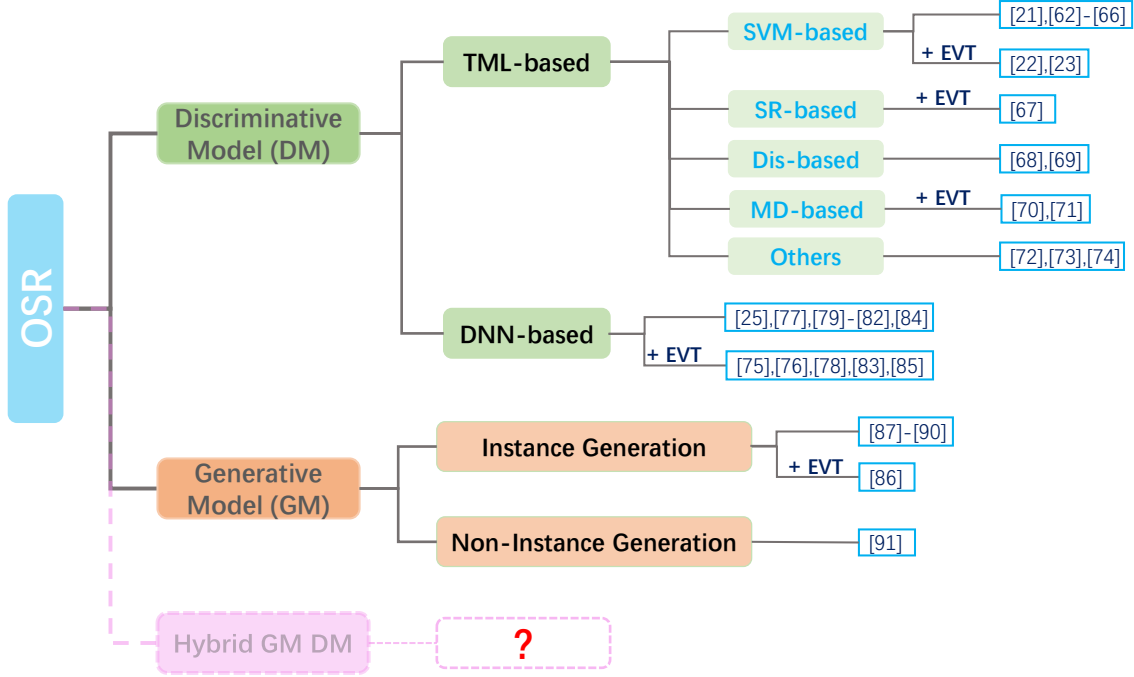 OSR
Discriminative
Model (DM)
TML-based
SVM-based
[21],[62]-[66]
+ EVT
[22],[23]
SR-based
+ EVT
[67]
Dis-based
[68],[69]
MD-based
+ EVT
[70],[71]
Others
[72],[73],[74]
DNN-based
[25],[77],[79]-[82],[84]
+ EVT
[75],[76],[78],[83],[85]
Generative
Model (GM)
Instance Generation
[87]-[90]
+ EVT
[86]
Non-Instance Generation
[91]
Hybrid GM DM
?